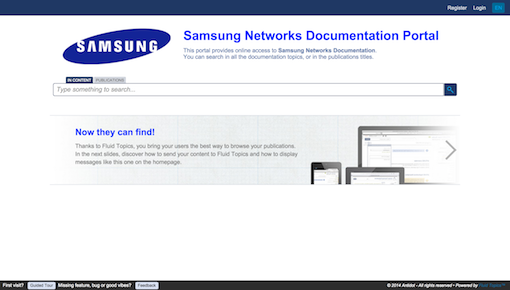 Register Login EN
SAMSUNG
Samsung Networks Documentation Portal
This portal provides online access to Samsung Networks Documentation.
You can search in all the documentation topics, or in the publications titles.
IN CONTENT PUBLICATIONS
Type something to search...
Now they can find!
Thanks to Fluid Topics, you bring your users the best way to browse your publications.
In the next slides, discover how to send your content to Fluid Topics and how to display
messages like this one on the homepage.
First visit? Guided Tour Missing feature, bug or good vibes? Feedback
© 2014 Antidot - All rights reserved • Powered by Fluid Topics™